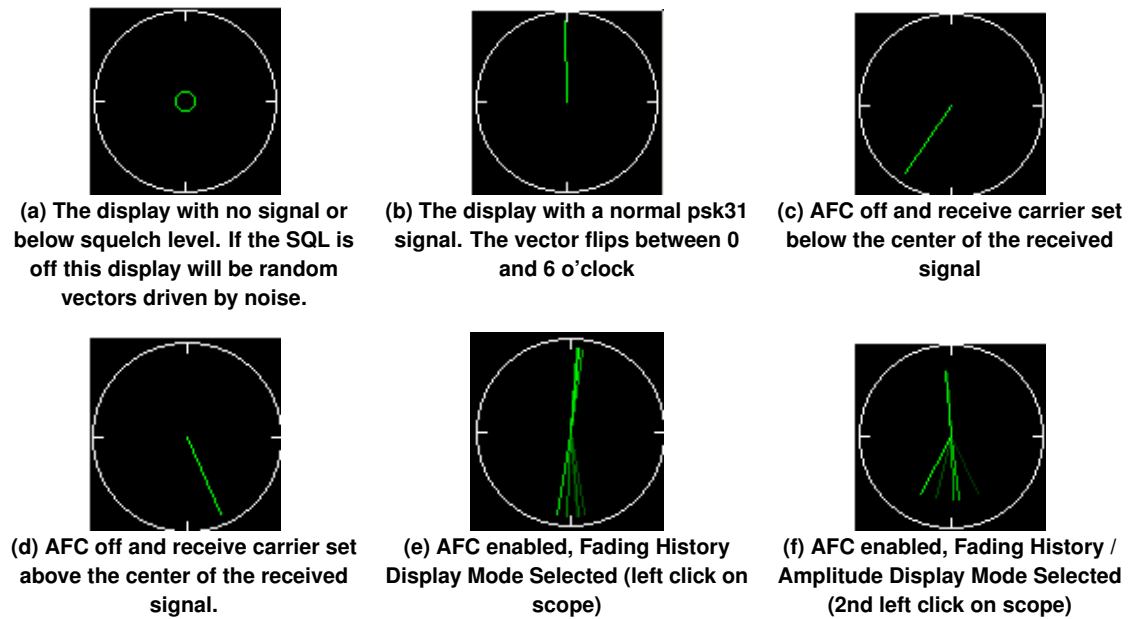 (a) The display with no signal or
below squelch level. If the SQL is
off this display will be random
vectors driven by noise.
(b) The display with a normal psk31
signal. The vector flips between 0
and 6 o’clock
(c) AFC off and receive carrier set
below the center of the received
signal
(d) AFC off and receive carrier set
above the center of the received
signal.
(e) AFC enabled, Fading History
Display Mode Selected (left click on
scope)
(f) AFC enabled, Fading History /
Amplitude Display Mode Selected
(2nd left click on scope)